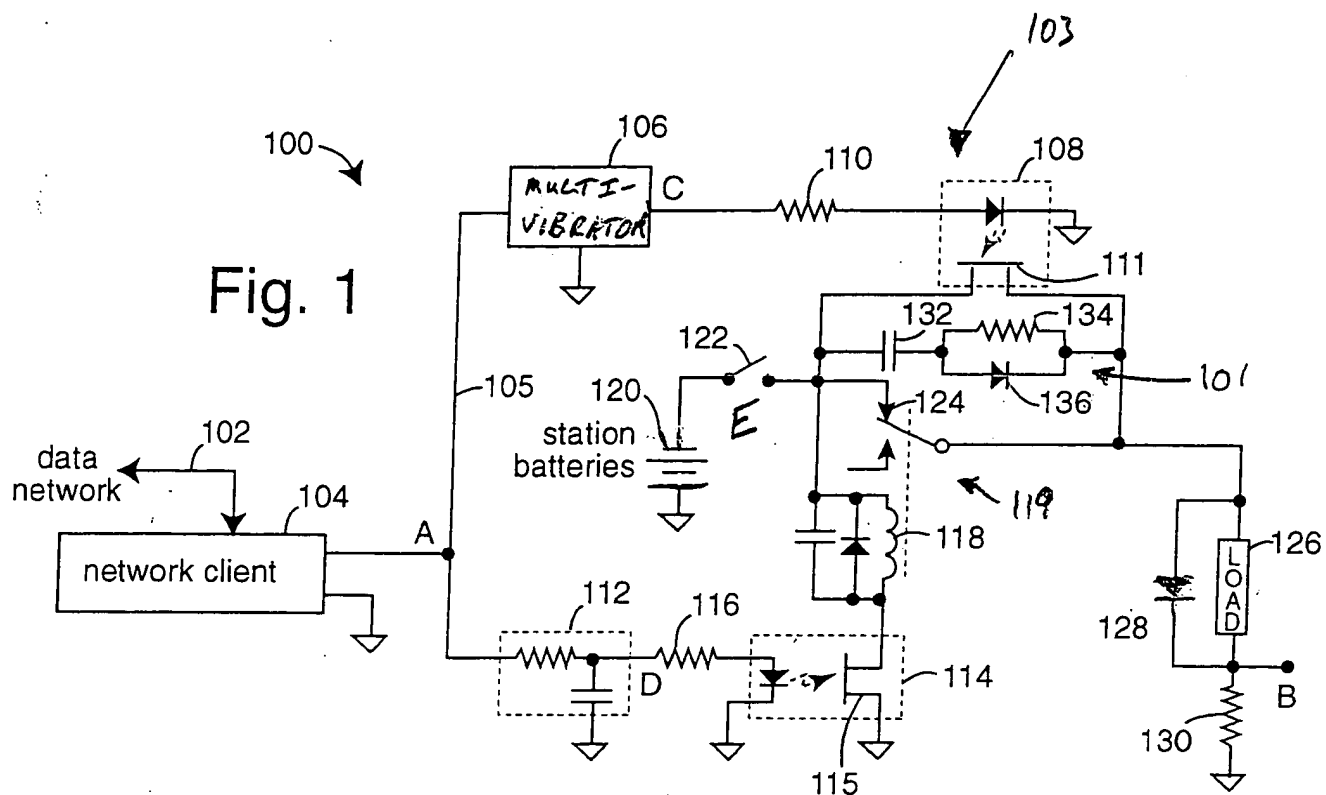 103
106
108
100
110
MULTI-
VIBRATOR
C
111
Fig. 1
132
134
122
101
105
120
E
124
136
station
batteries
102
data
network
104
A
119
118
126
network client
LOAD
112
116
128
D
114
B
130
115